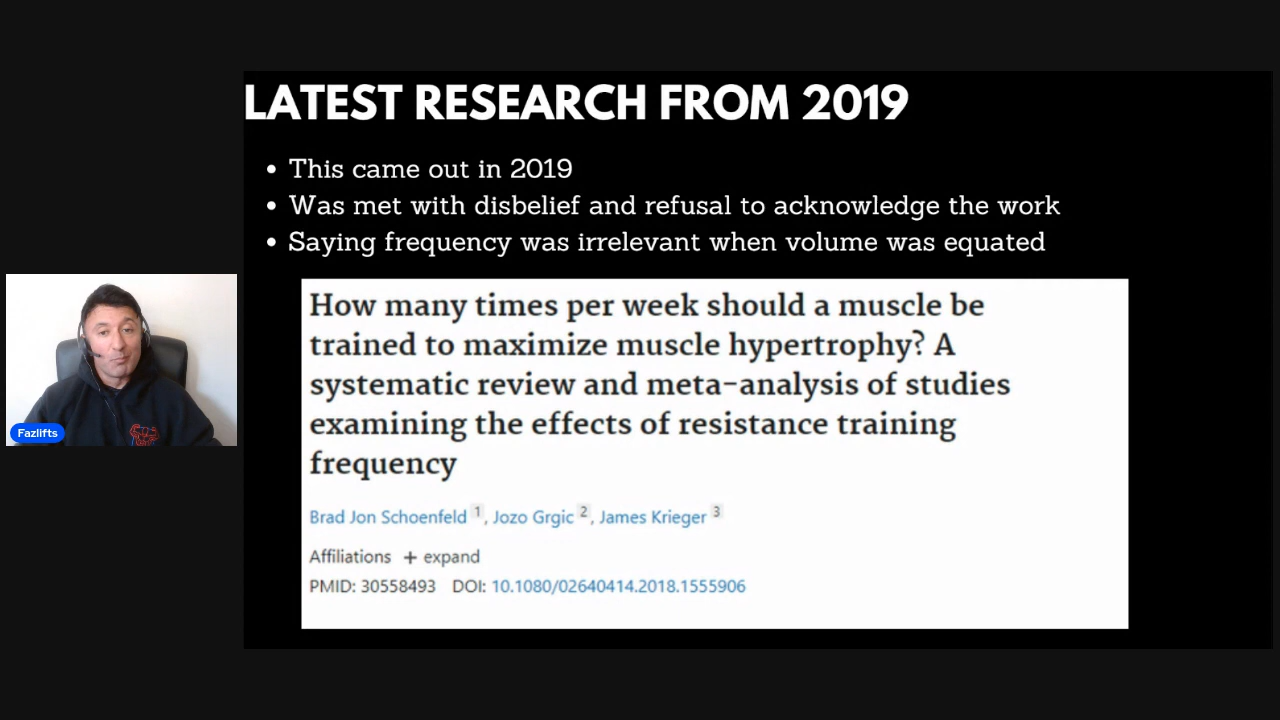 LATEST RESEARCH FROM 2019
• This came out in 2019
• Was met with disbelief and refusal to acknowledge the work
• Saying frequency was irrelevant when volume was equated
How many times per week should a muscle be
trained to maximize muscle hypertrophy? A
systematic review and meta-analysis of studies
examining the effects of resistance training
frequency
Brad Jon Schoenfeld 1, Jozo Grgic 2, James Krieger 3
Affiliations + expand
PMID: 30558493 DOI: 10.1080/02640414.2018.1555906
Fazlifts